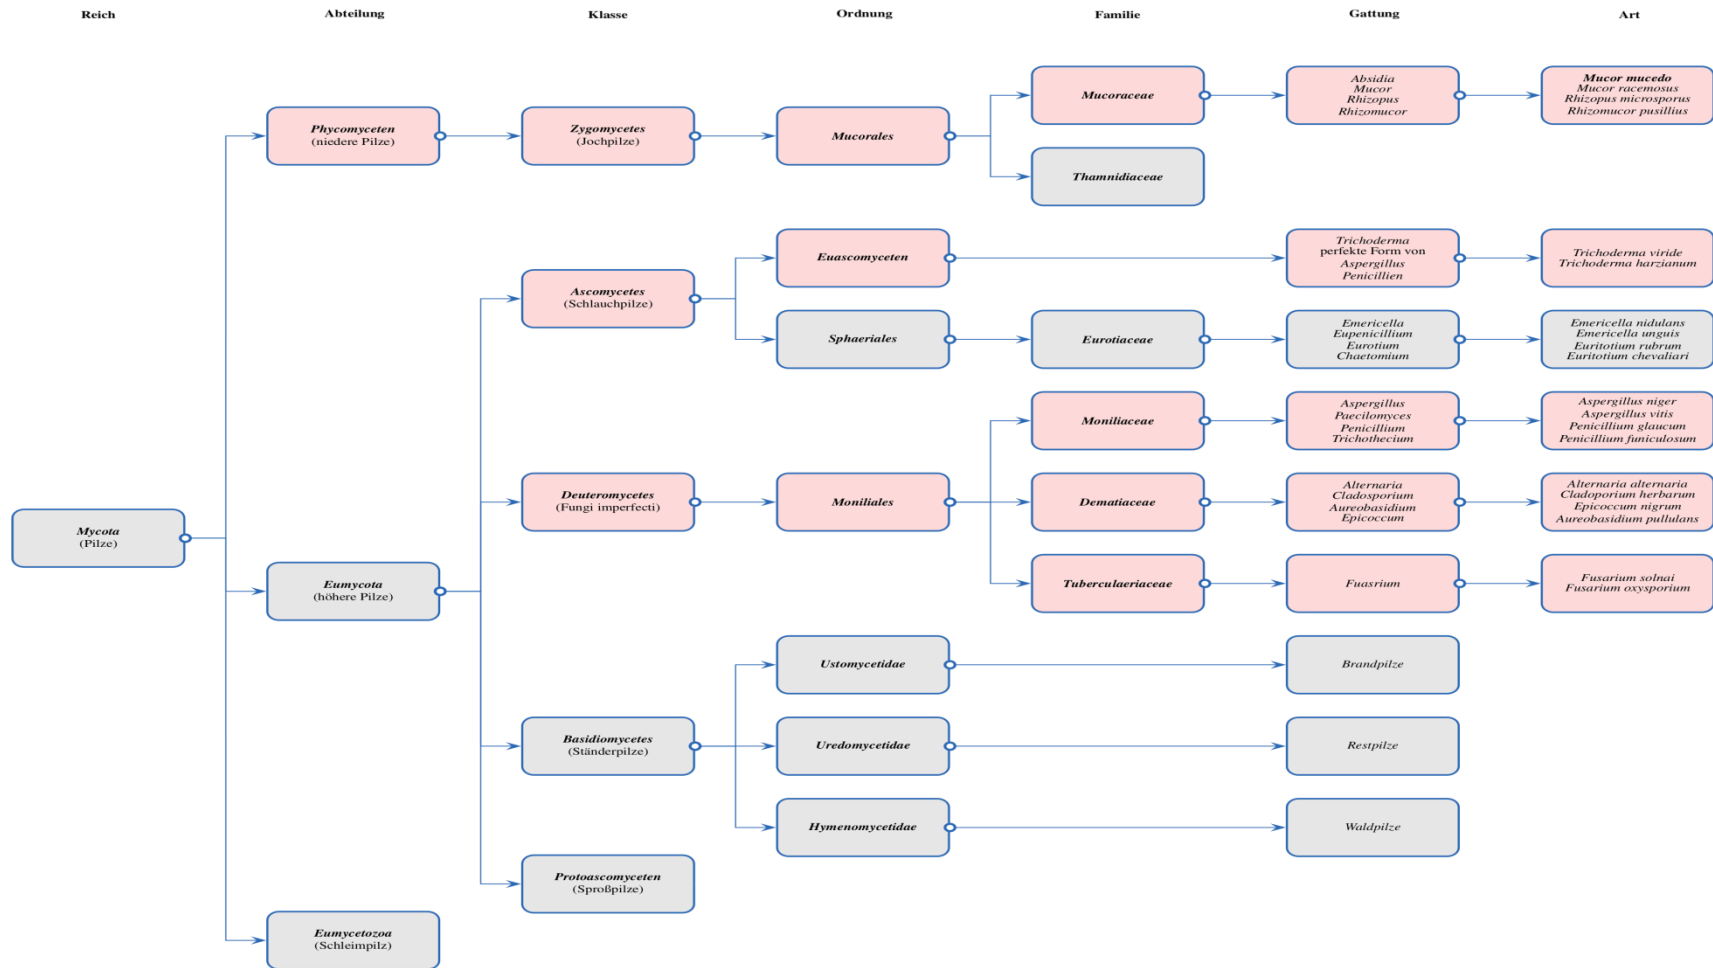 Reich
Abteilung
Klasse
Ordnung
Familie
Gattung
Art
Mycota
(Pilze)
Phycomyceten
(niedere Pilze)
Zygomycetes
(Jochpilze)
Mucorales
Mucoraceae
Absidia
Mucor
Rhizopus
Rhizomucor
Mucor mucedo
Mucor racemosus
Rhizopus microsporus
Rhizomucor pusillius
Thamnidiaceae
Eumycota
(höhere Pilze)
Ascomycetes
(Schlauchpilze)
Euascomyceten
Trichoderma
perfekte Form von
Aspergillus
Penicillien
Trichoderma viride
Trichoderma harzianum
Sphaeriales
Eurotiaceae
Emericella
Eupenicillium
Eurotium
Chaetomium
Emericella nidulans
Emericella unguis
Euritotium rubrum
Euritotium chevaliari
Deuteromycetes
(Fungi imperfecti)
Moniliales
Moniliaceae
Aspergillus
Paecilomyces
Penicillium
Trichothecium
Aspergillus niger
Aspergillus vitis
Penicillium glaucum
Penicillium funiculosum
Dematiaceae
Alternaria
Cladosporium
Aureobasidium
Epicoccum
Alternaria alternaria
Cladoporium herbarum
Epicoccum nigrum
Aureobasidium pullulans
Tuberculaeriaceae
Fuasrium
Fusarium solnai
Fusarium oxysporium
Basidiomycetes
(Ständerpilze)
Ustomycetidae
Brandpilze
Uredomycetidae
Restpilze
Hymenomycetidae
Waldpilze
Protoascomyceten
(Sproßpilze)
Eumycetozoa
(Schleimpilz)